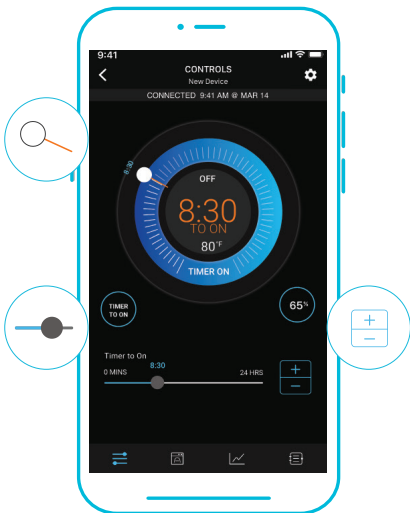 9:41
CONTROLS
New Device
CONNECTED 9:41 AM @ MAR 14
8:30
OFF
8:30
TO ON
80°F
TIMER ON
TIMER
TO ON
65%
Timer to On
8:30
0 MINS
24 HRS
+
−
+
−